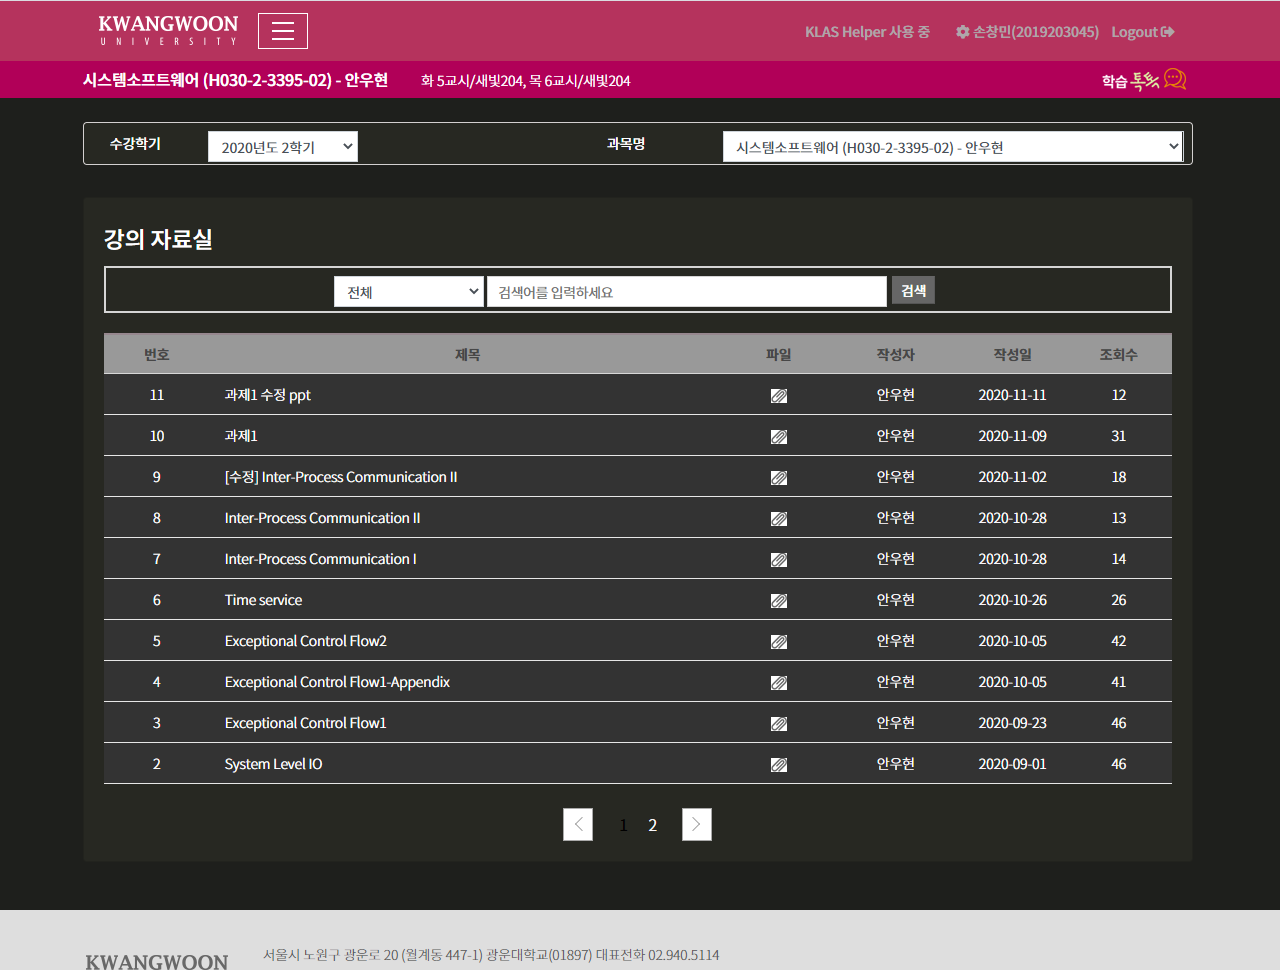 KWANGWOON
UNIVERSITY
KLAS Helper 사용 중 손창민(2019203045) Logout
시스템소프트웨어 (H030-2-3395-02) - 안우현 화 5교시/새빛204, 목 6교시/새빛204 학습 톡톡
수강학기 2020년도 2학기 과목명 시스템소프트웨어 (H030-2-3395-02) - 안우현
강의 자료실
전체 검색어를 입력하세요 검색
번호 제목 파일 작성자 작성일 조회수
11 과제1 수정 ppt 안우현 2020-11-11 12
10 과제1 안우현 2020-11-09 31
9 [수정] Inter-Process Communication II 안우현 2020-11-02 18
8 Inter-Process Communication II 안우현 2020-10-28 13
7 Inter-Process Communication I 안우현 2020-10-28 14
6 Time service 안우현 2020-10-26 26
5 Exceptional Control Flow2 안우현 2020-10-05 42
4 Exceptional Control Flow1-Appendix 안우현 2020-10-05 41
3 Exceptional Control Flow1 안우현 2020-09-23 46
2 System Level IO 안우현 2020-09-01 46
1 2
서울시 노원구 광운로 20 (월계동 447-1) 광운대학교(01897) 대표전화 02.940.5114
KWANGWOON